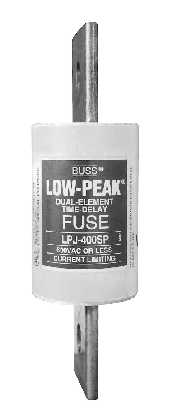 BUSS®
LOW-PEAK®
DUAL-ELEMENT
TIME-DELAY
FUSE
LPJ-400SP
600VAC OR LESS
CURRENT LIMITING